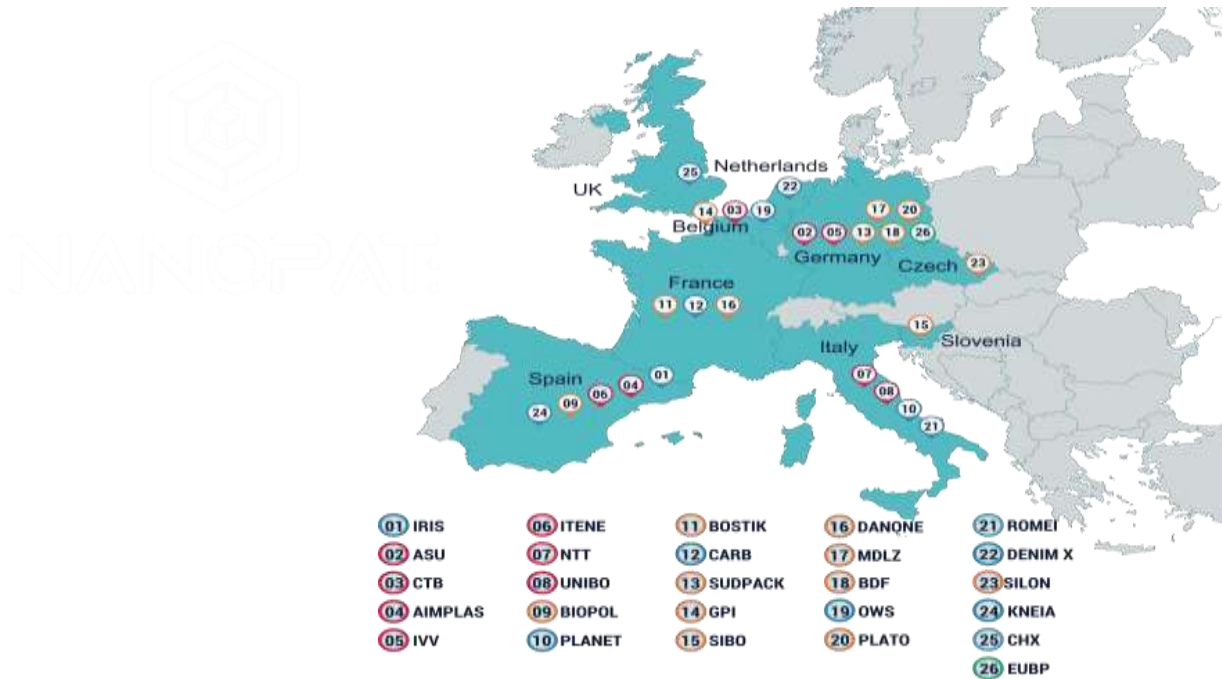 NANOPAT
Netherlands
25
22
UK
14
03
19
17
20
Belgium
02
05
13
18
26
Germany
Czech
23
France
11
12
16
15
Slovenia
Italy
Spain
01
04
06
09
24
07
08
10
21
01 IRIS
02 ASU
03 CTB
04 AIMPLAS
05 IVV
06 ITENE
07 NTT
08 UNIBO
09 BIOPOL
10 PLANET
11 BOSTIK
12 CARB
13 SUDPACK
14 GPI
15 SIBO
16 DANONE
17 MDLZ
18 BDF
19 OWS
20 PLATO
21 ROMEI
22 DENIM X
23 SILON
24 KNEIA
25 CHX
26 EUBP